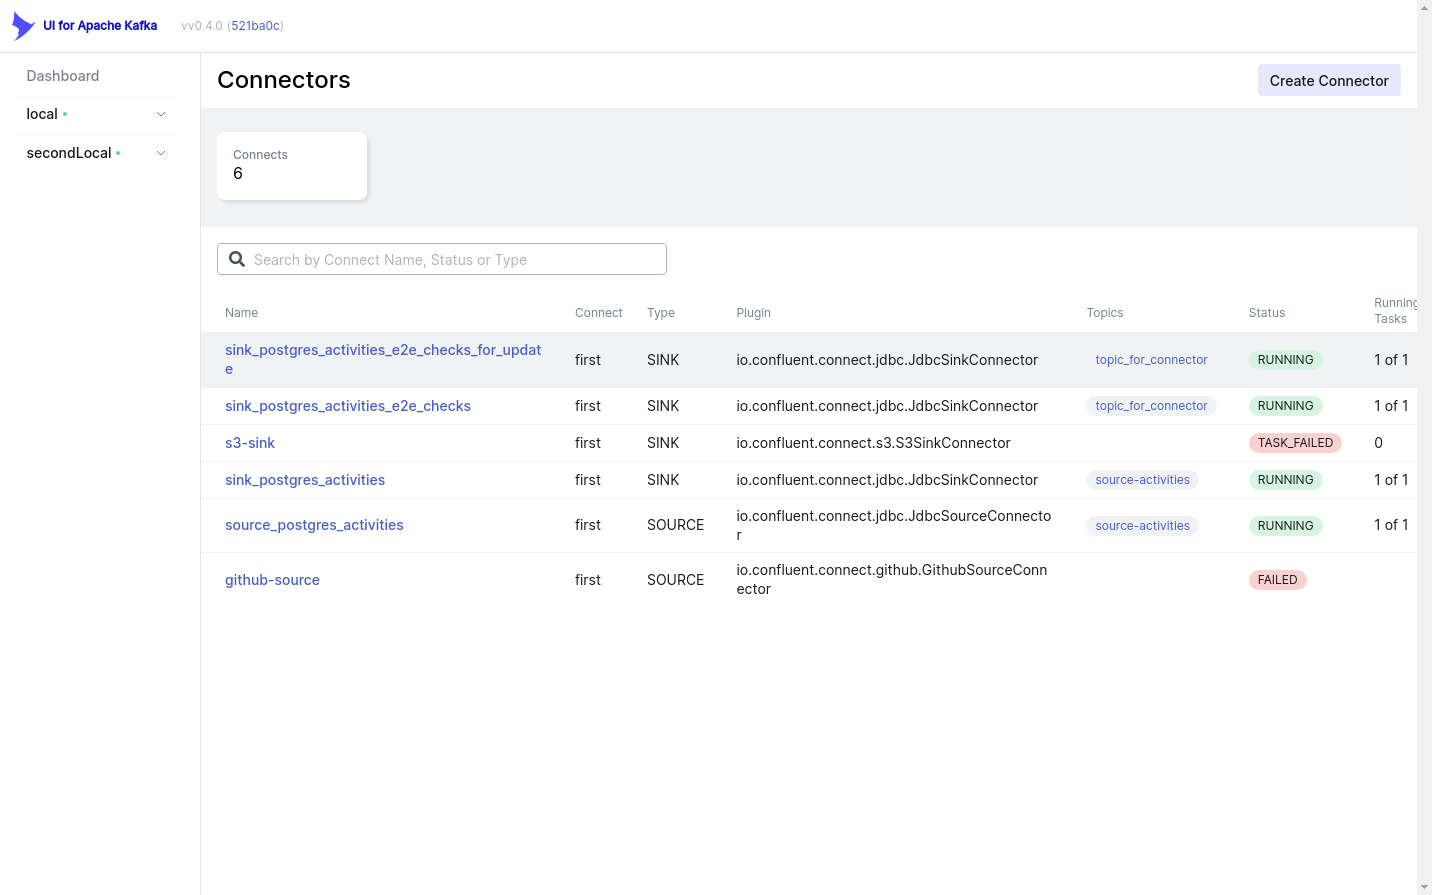 UI for Apache Kafka vv0.4.0 (521ba0c)
Dashboard
local
secondLocal
Connectors
Create Connector
Connects
6
Search by Connect Name, Status or Type
Name Connect Type Plugin Topics Status Running
Tasks
sink_postgres_activities_e2e_checks_for_updat
e first SINK io.confluent.connect.jdbc.JdbcSinkConnector topic_for_connector RUNNING 1 of 1
sink_postgres_activities_e2e_checks first SINK io.confluent.connect.jdbc.JdbcSinkConnector topic_for_connector RUNNING 1 of 1
s3-sink first SINK io.confluent.connect.s3.S3SinkConnector TASK_FAILED 0
sink_postgres_activities first SINK io.confluent.connect.jdbc.JdbcSinkConnector source-activities RUNNING 1 of 1
source_postgres_activities first SOURCE io.confluent.connect.jdbc.JdbcSourceConnecto
r source-activities RUNNING 1 of 1
github-source first SOURCE io.confluent.connect.github.GithubSourceConn
ector FAILED